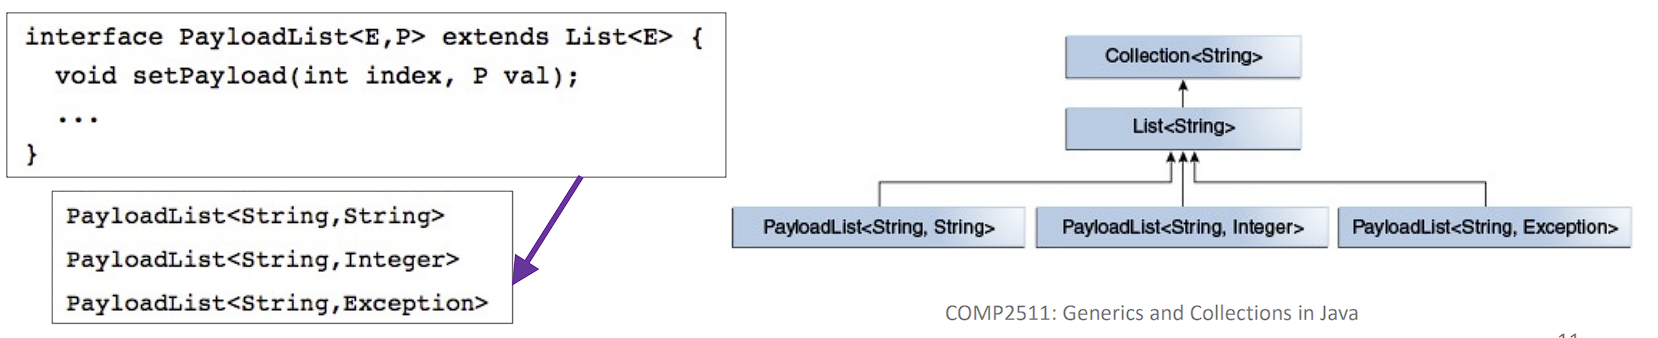 interface PayloadList<E,P> extends List<E> {
void setPayload(int index, P val);
...
}
PayloadList<String,String>
PayloadList<String,Integer>
PayloadList<String,Exception>
Collection<String>
List<String>
PayloadList<String, String>
PayloadList<String, Integer>
PayloadList<String, Exception>
COMP2511: Generics and Collections in Java